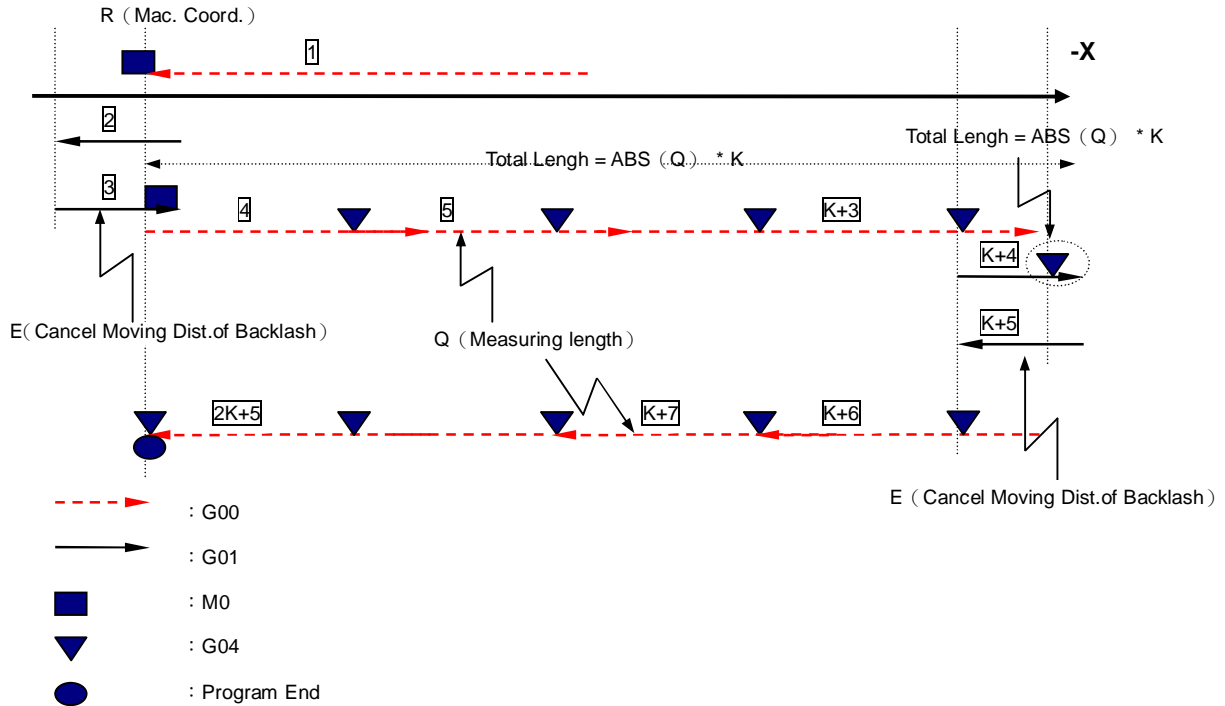 R（Mac. Coord.）
1
-X
2
Total Lengh = ABS（Q） * K
Total Lengh = ABS（Q） * K
3
4
5
K+3
K+4
E（Cancel Moving Dist.of Backlash）
Q（Measuring length）
K+5
2K+5
K+7
K+6
E（Cancel Moving Dist.of Backlash）
：G00
：G01
：M0
：G04
：Program End